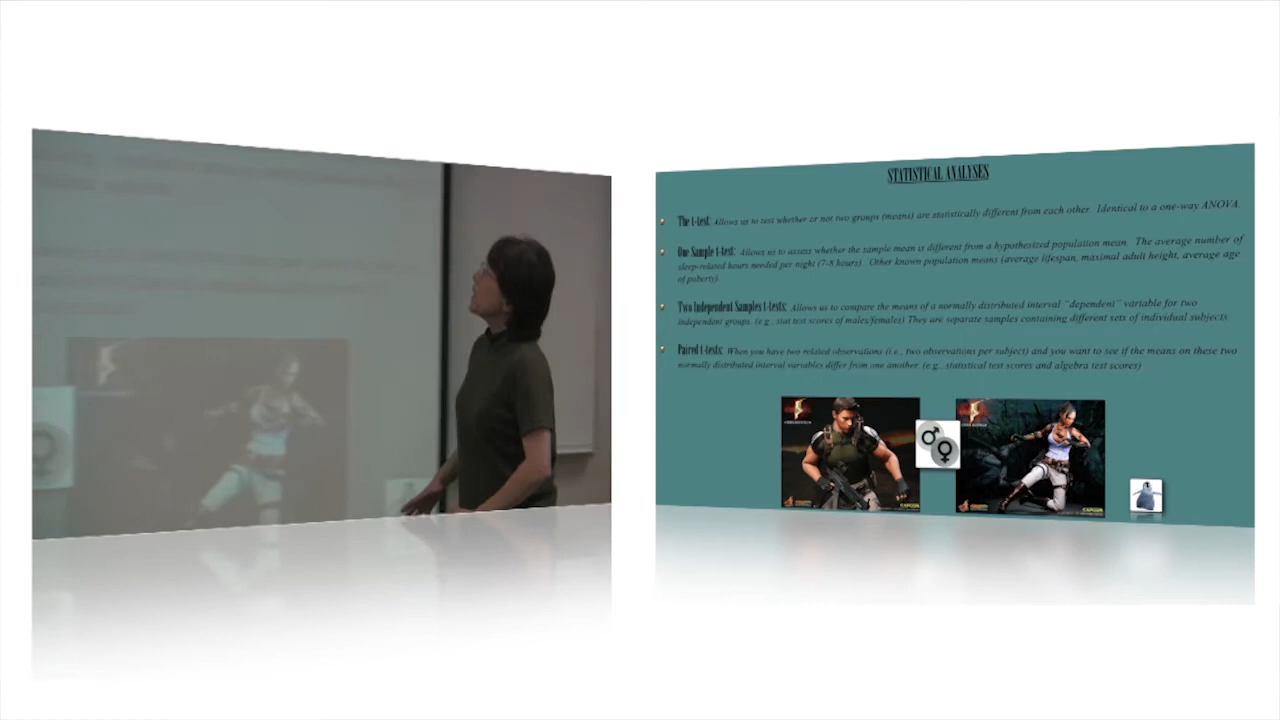 STATISTICAL ANALYSES
The t-test: Allows us to test whether or not two groups (means) are statistically different from each other. Identical to a one-way ANOVA.
One Sample t-test: Allows us to assess whether the sample mean is different from a hypothesized population mean. The average number of
sleep-related hours needed per night (7-8 hours). Other known population means (average lifespan, maximal adult height, average age
of puberty).
Two Independent Samples t-tests: Allows us to compare the means of a normally distributed interval "dependent" variable for two
independent groups. (e.g., stat test scores of males/females) They are separate samples containing different sets of individual subjects
Paired t-tests: When you have two related observations (i.e., two observations per subject) and you want to see if the means on these two
normally distributed interval variables differ from one another. (e.g., statistical test scores and algebra test scores)
CAPCOM
CAPCOM